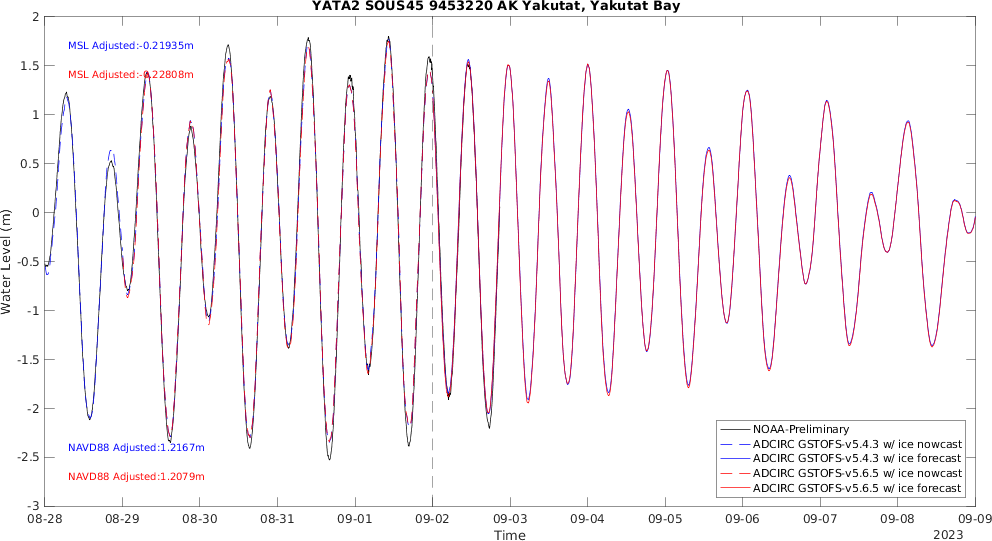 YATA2 SOUS45 9453220 AK Yakutat, Yakutat Bay
2
1.5
1
0.5
0
-0.5
-1
-1.5
-2
-2.5
-3
Water Level (m)
MSL Adjusted:-0.21935m
MSL Adjusted:-0.22808m
NAVD88 Adjusted:1.2167m
NAVD88 Adjusted:1.2079m
NOAA-Preliminary
ADCIRC GSTOFS-v5.4.3 w/ ice nowcast
ADCIRC GSTOFS-v5.4.3 w/ ice forecast
ADCIRC GSTOFS-v5.6.5 w/ ice nowcast
ADCIRC GSTOFS-v5.6.5 w/ ice forecast
08-28 08-29 08-30 08-31 09-01 09-02 09-03 09-04 09-05 09-06 09-07 09-08 09-09
Time
2023